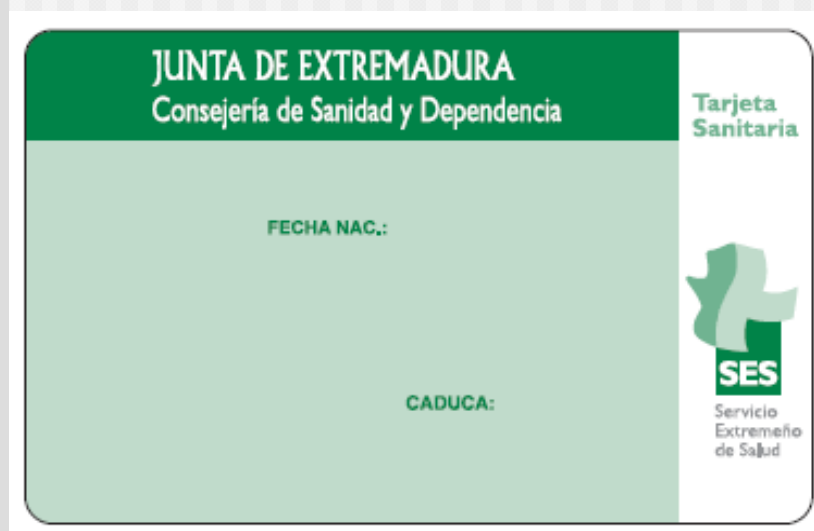 JUNTA DE EXTREMADURA
Consejería de Sanidad y Dependencia
Tarjeta
Sanitaria
FECHA NAC.:
CADUCA:
SES
Servicio
Extremeño
de Salud